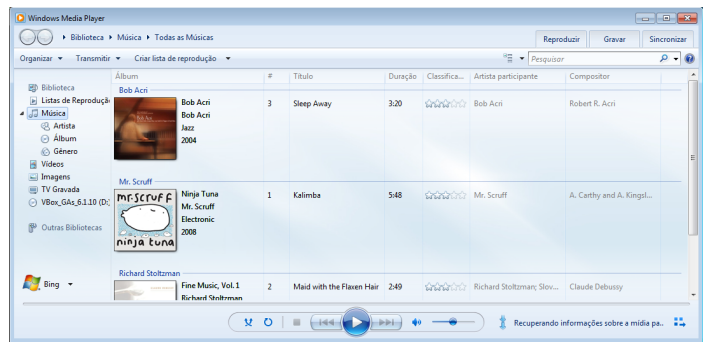 Windows Media Player
Biblioteca ▸ Música ▸ Todas as Músicas
Reproduzir Gravar Sincronizar
Organizar Transmitir Criar lista de reprodução
Pesquisar
Álbum # Título Duração Classifica... Artista participante Compositor
Biblioteca
Listas de Reproduçã
Música
Artista
Álbum
Gênero
Vídeos
Imagens
TV Gravada
VBox_GAs_6.1.10 (D:)
Outras Bibliotecas
Bing
Bob Acri
Bob Acri 3 Sleep Away 3:20 Bob Acri Robert R. Acri
Bob Acri
Jazz
2004
Mr. Scruff
mr.scruff
ninja tuna
Ninja Tuna 1 Kalimba 5:48 Mr. Scruff A. Carthy and A. Kingsl...
Mr. Scruff
Electronic
2008
Richard Stoltzman
Fine Music, Vol. 1 2 Maid with the Flaxen Hair 2:49 Richard Stoltzman; Slov... Claude Debussy
Richard Stoltzman
Recuperando informações sobre a mídia pa..